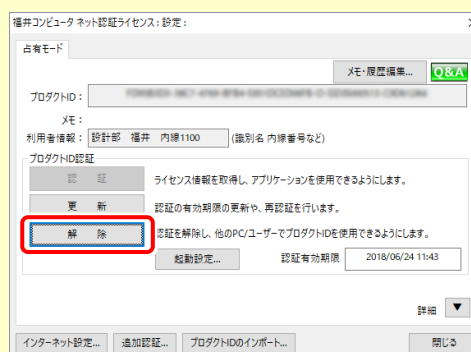 福井コンピュータ ネット認証ライセンス : 設定 :
占有モード
メモ・履歴編集... Q&A
プロダクトID :
メモ :
利用者情報 : 設計部 福井 内線1100 (識別名 内線番号など)
プロダクトID認証
認 証 ライセンス情報を取得し、アプリケーションを使用できるようにします。
更 新 認証の有効期限の更新や、再認証を行います。
解 除 認証を解除し、他のPC/ユーザーでプロダクトIDを使用できるようにします。
起動設定... 認証有効期限 2018/06/24 11:43
詳細 ▼
インターネット設定... 追加認証... プロダクトIDのインポート... 閉じる